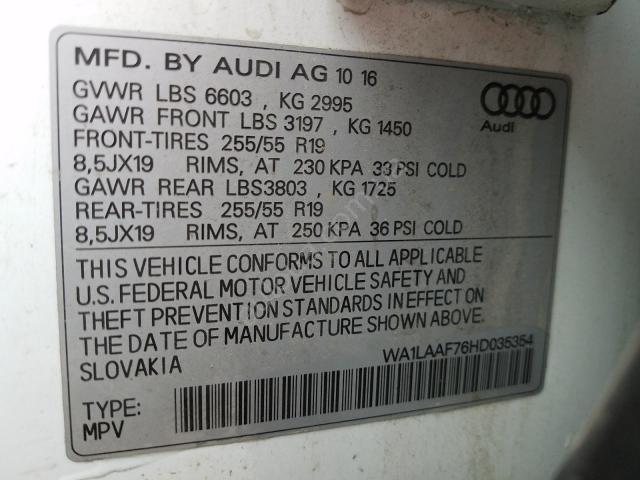 MFD. BY AUDI AG 10 16
GVWR LBS 6603 , KG 2995
GAWR FRONT LBS 3197 , KG 1450
FRONT-TIRES 255/55 R19
8,5JX19 RIMS, AT 230 KPA 33 PSI COLD
GAWR REAR LBS3803 , KG 1725
REAR-TIRES 255/55 R19
8,5JX19 RIMS, AT 250 KPA 36 PSI COLD
Audi
THIS VEHICLE CONFORMS TO ALL APPLICABLE
U.S. FEDERAL MOTOR VEHICLE SAFETY AND
THEFT PREVENTION STANDARDS IN EFFECT ON
THE DATE OF MANUFACTURE SHOWN ABOVE.
SLOVAKIA
WA1LAAF76HD035354
TYPE:
MPV